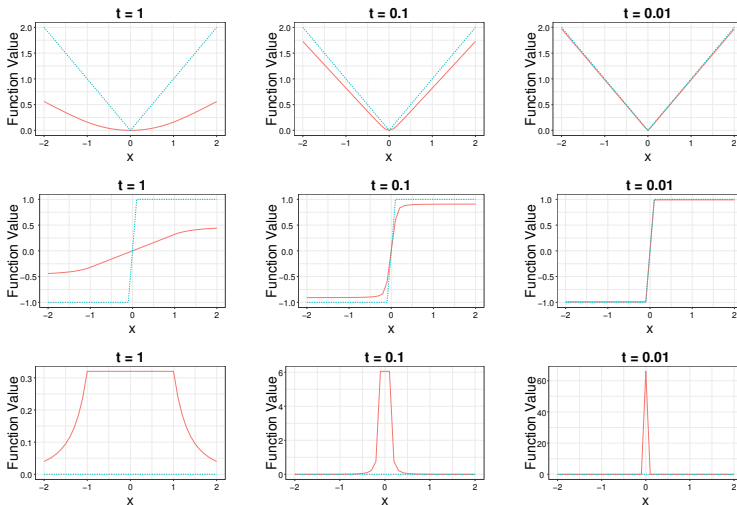 t = 1
t = 0.1
t = 0.01
Function Value
2.0
1.5
1.0
0.5
0.0
−2 −1 0 1 2
x
Function Value
2.0
1.5
1.0
0.5
0.0
−2 −1 0 1 2
x
Function Value
2.0
1.5
1.0
0.5
0.0
−2 −1 0 1 2
x
t = 1
t = 0.1
t = 0.01
Function Value
1.0
0.5
0.0
−0.5
−1.0
−2 −1 0 1 2
x
Function Value
1.0
0.5
0.0
−0.5
−1.0
−2 −1 0 1 2
x
Function Value
1.0
0.5
0.0
−0.5
−1.0
−2 −1 0 1 2
x
t = 1
t = 0.1
t = 0.01
Function Value
0.3
0.2
0.1
0.0
−2 −1 0 1 2
x
Function Value
6
4
2
0
−2 −1 0 1 2
x
Function Value
60
40
20
0
−2 −1 0 1 2
x